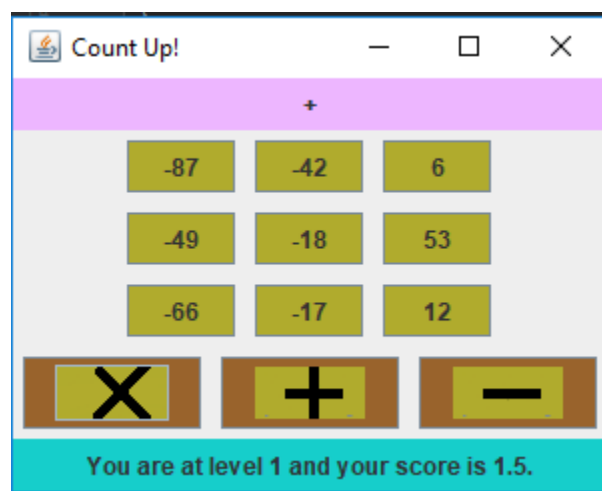 Count Up!
+
-87 -42 6
-49 -18 53
-66 -17 12
× + −
You are at level 1 and your score is 1.5.